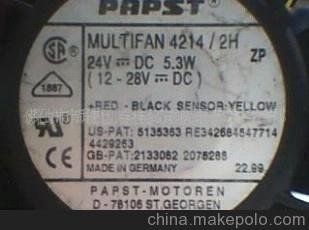 PAPST
MULTIFAN 4214 / 2H
ZP
24V ⎓ DC 5.3W
( 12 - 28V ⎓ DC )
+RED - BLACK SENSOR:YELLOW
1887
US-PAT: 5135363 RE34268 4547714
4429263
GB-PAT: 2133082 2075288
MADE IN GERMANY 22.99
PAPST - MOTOREN
D - 78106 ST. GEORGEN
china.makepolo.com